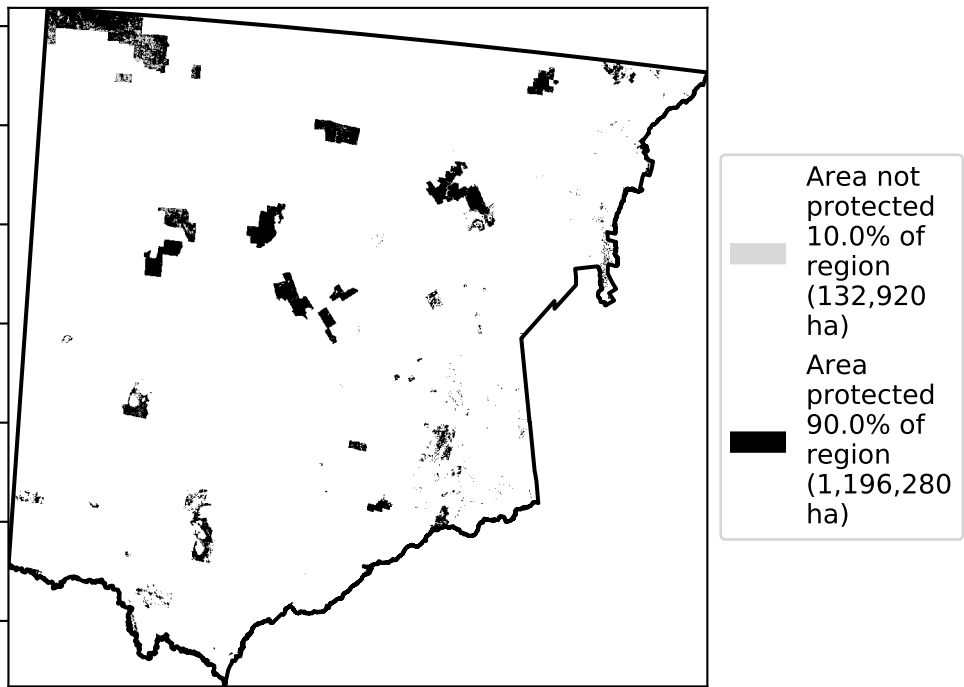 Area not
protected
10.0% of
region
(132,920
ha)
Area
protected
90.0% of
region
(1,196,280
ha)